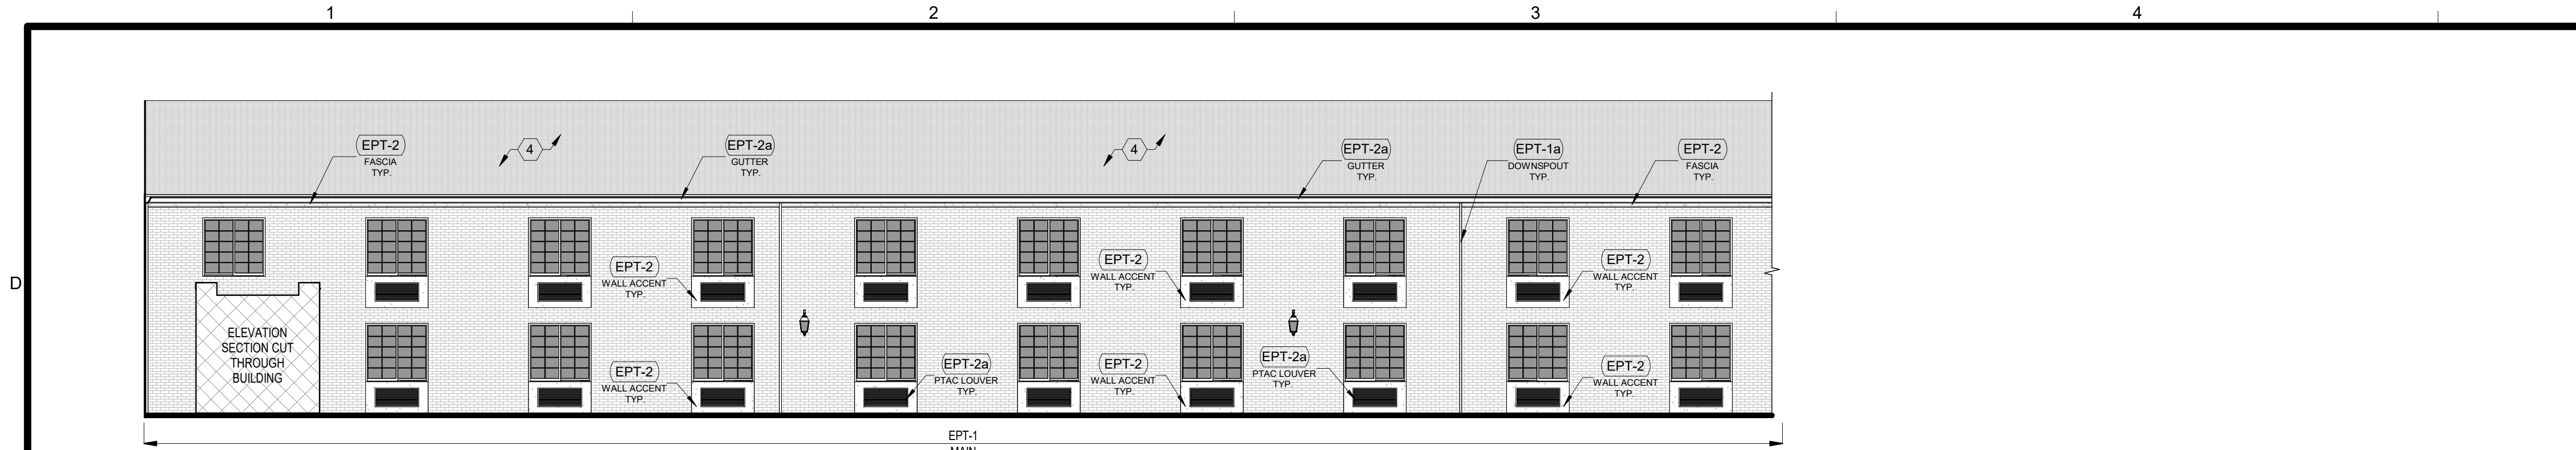 1
2
3
4
EPT-2
FASCIA
TYP.
4
EPT-2a
GUTTER
TYP.
4
EPT-2a
GUTTER
TYP.
EPT-1a
DOWNSPOUT
TYP.
EPT-2
FASCIA
TYP.
D
EPT-2
WALL ACCENT
TYP.
EPT-2
WALL ACCENT
TYP.
EPT-2
WALL ACCENT
TYP.
ELEVATION
SECTION CUT
THROUGH
BUILDING
EPT-2
WALL ACCENT
TYP.
EPT-2a
PTAC LOUVER
TYP.
EPT-2
WALL ACCENT
TYP.
EPT-2a
PTAC LOUVER
TYP.
EPT-2
WALL ACCENT
TYP.
EPT-1
MAIN